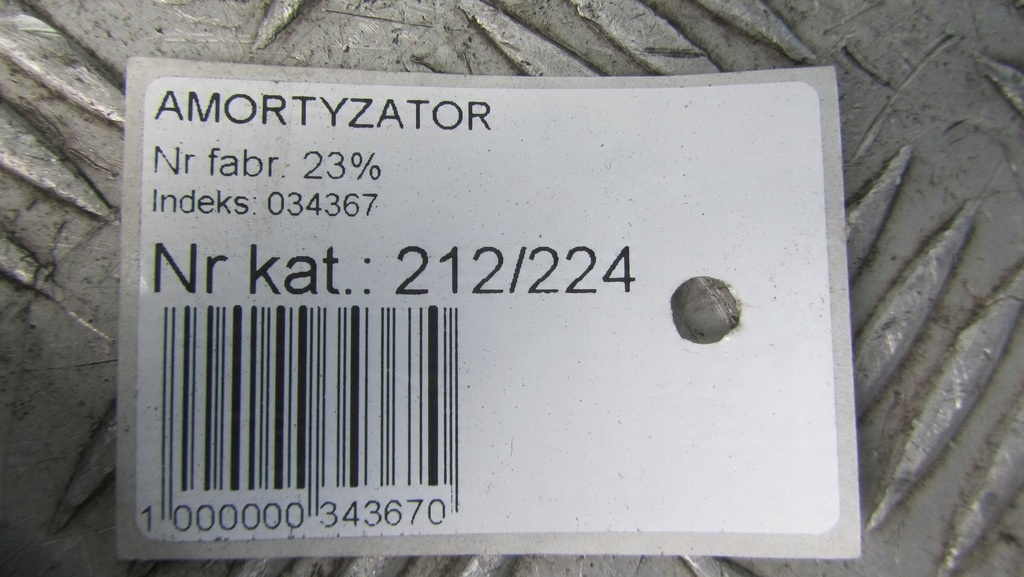 AMORTYZATOR
Nr fabr. 23%
Indeks: 034367
Nr kat.: 212/224
1 000000 343670